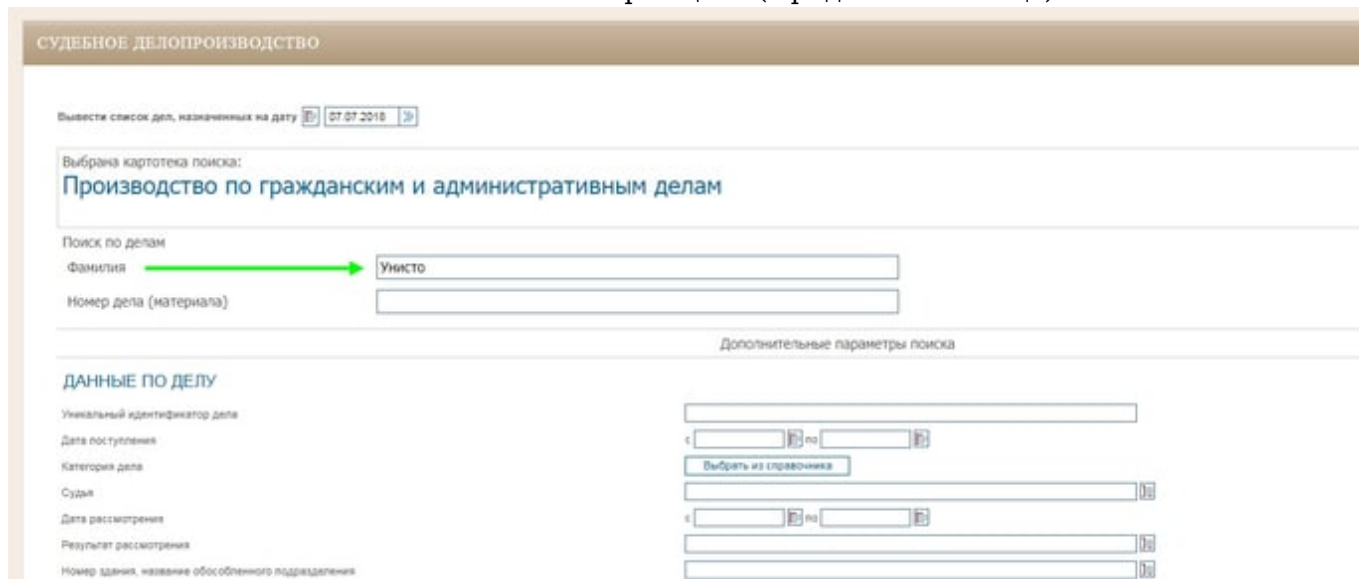 СУДЕБНОЕ ДЕЛОПРОИЗВОДСТВО
Вывести список дел, назначенных на дату 07.07.2018
Выбрана картотека поиска:
Производство по гражданским и административным делам
Поиск по делам
Фамилия Унисто
Номер дела (материала)
Дополнительные параметры поиска
ДАННЫЕ ПО ДЕЛУ
Уникальный идентификатор дела
Дата поступления с по
Категория дела Выбрать из справочника
Судья
Дата рассмотрения с по
Результат рассмотрения
Номер здания, название обособленного подразделения